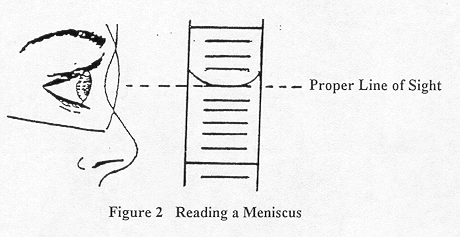 Proper Line of Sight
Figure 2 Reading a Meniscus